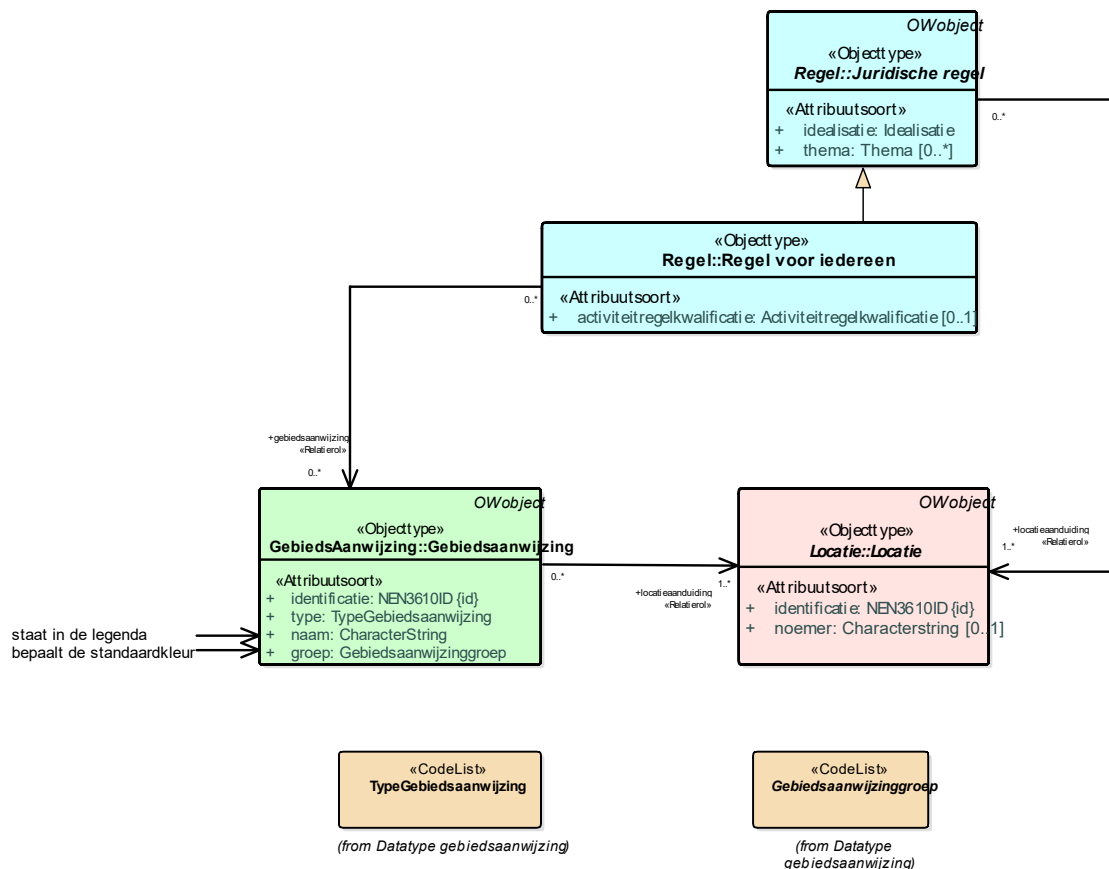 OWobject
«Objecttype»
Regel::Juridische regel
«Attribuutsoort»
+ idealisatie: Idealisatie
+ thema: Thema [0..*]
0..*
«Objecttype»
Regel::Regel voor iedereen
«Attribuutsoort»
+ activiteitregelkwalificatie: Activiteitregelkwalificatie [0..1]
0..*
+gebiedsaanwijzing
«Relatierol»
0..*
OWobject
«Objecttype»
GebiedsAanwijzing::Gebiedsaanwijzing
«Attribuutsoort»
+ identificatie: NEN3610ID {id}
+ type: TypeGebiedsaanwijzing
+ naam: CharacterString
+ groep: Gebiedsaanwijzinggroep
staat in de legenda
bepaalt de standaardkleur
0..*
1..*
+locatieaanduiding
«Relatierol»
OWobject
«Objecttype»
Locatie::Locatie
«Attribuutsoort»
+ identificatie: NEN3610ID {id}
+ noemer: Characterstring [0..1]
+locatieaanduiding
1..*
«Relatierol»
«CodeList»
TypeGebiedsaanwijzing
(from Datatype gebiedsaanwijzing)
«CodeList»
Gebiedsaanwijzinggroep
(from Datatype
gebiedsaanwijzing)